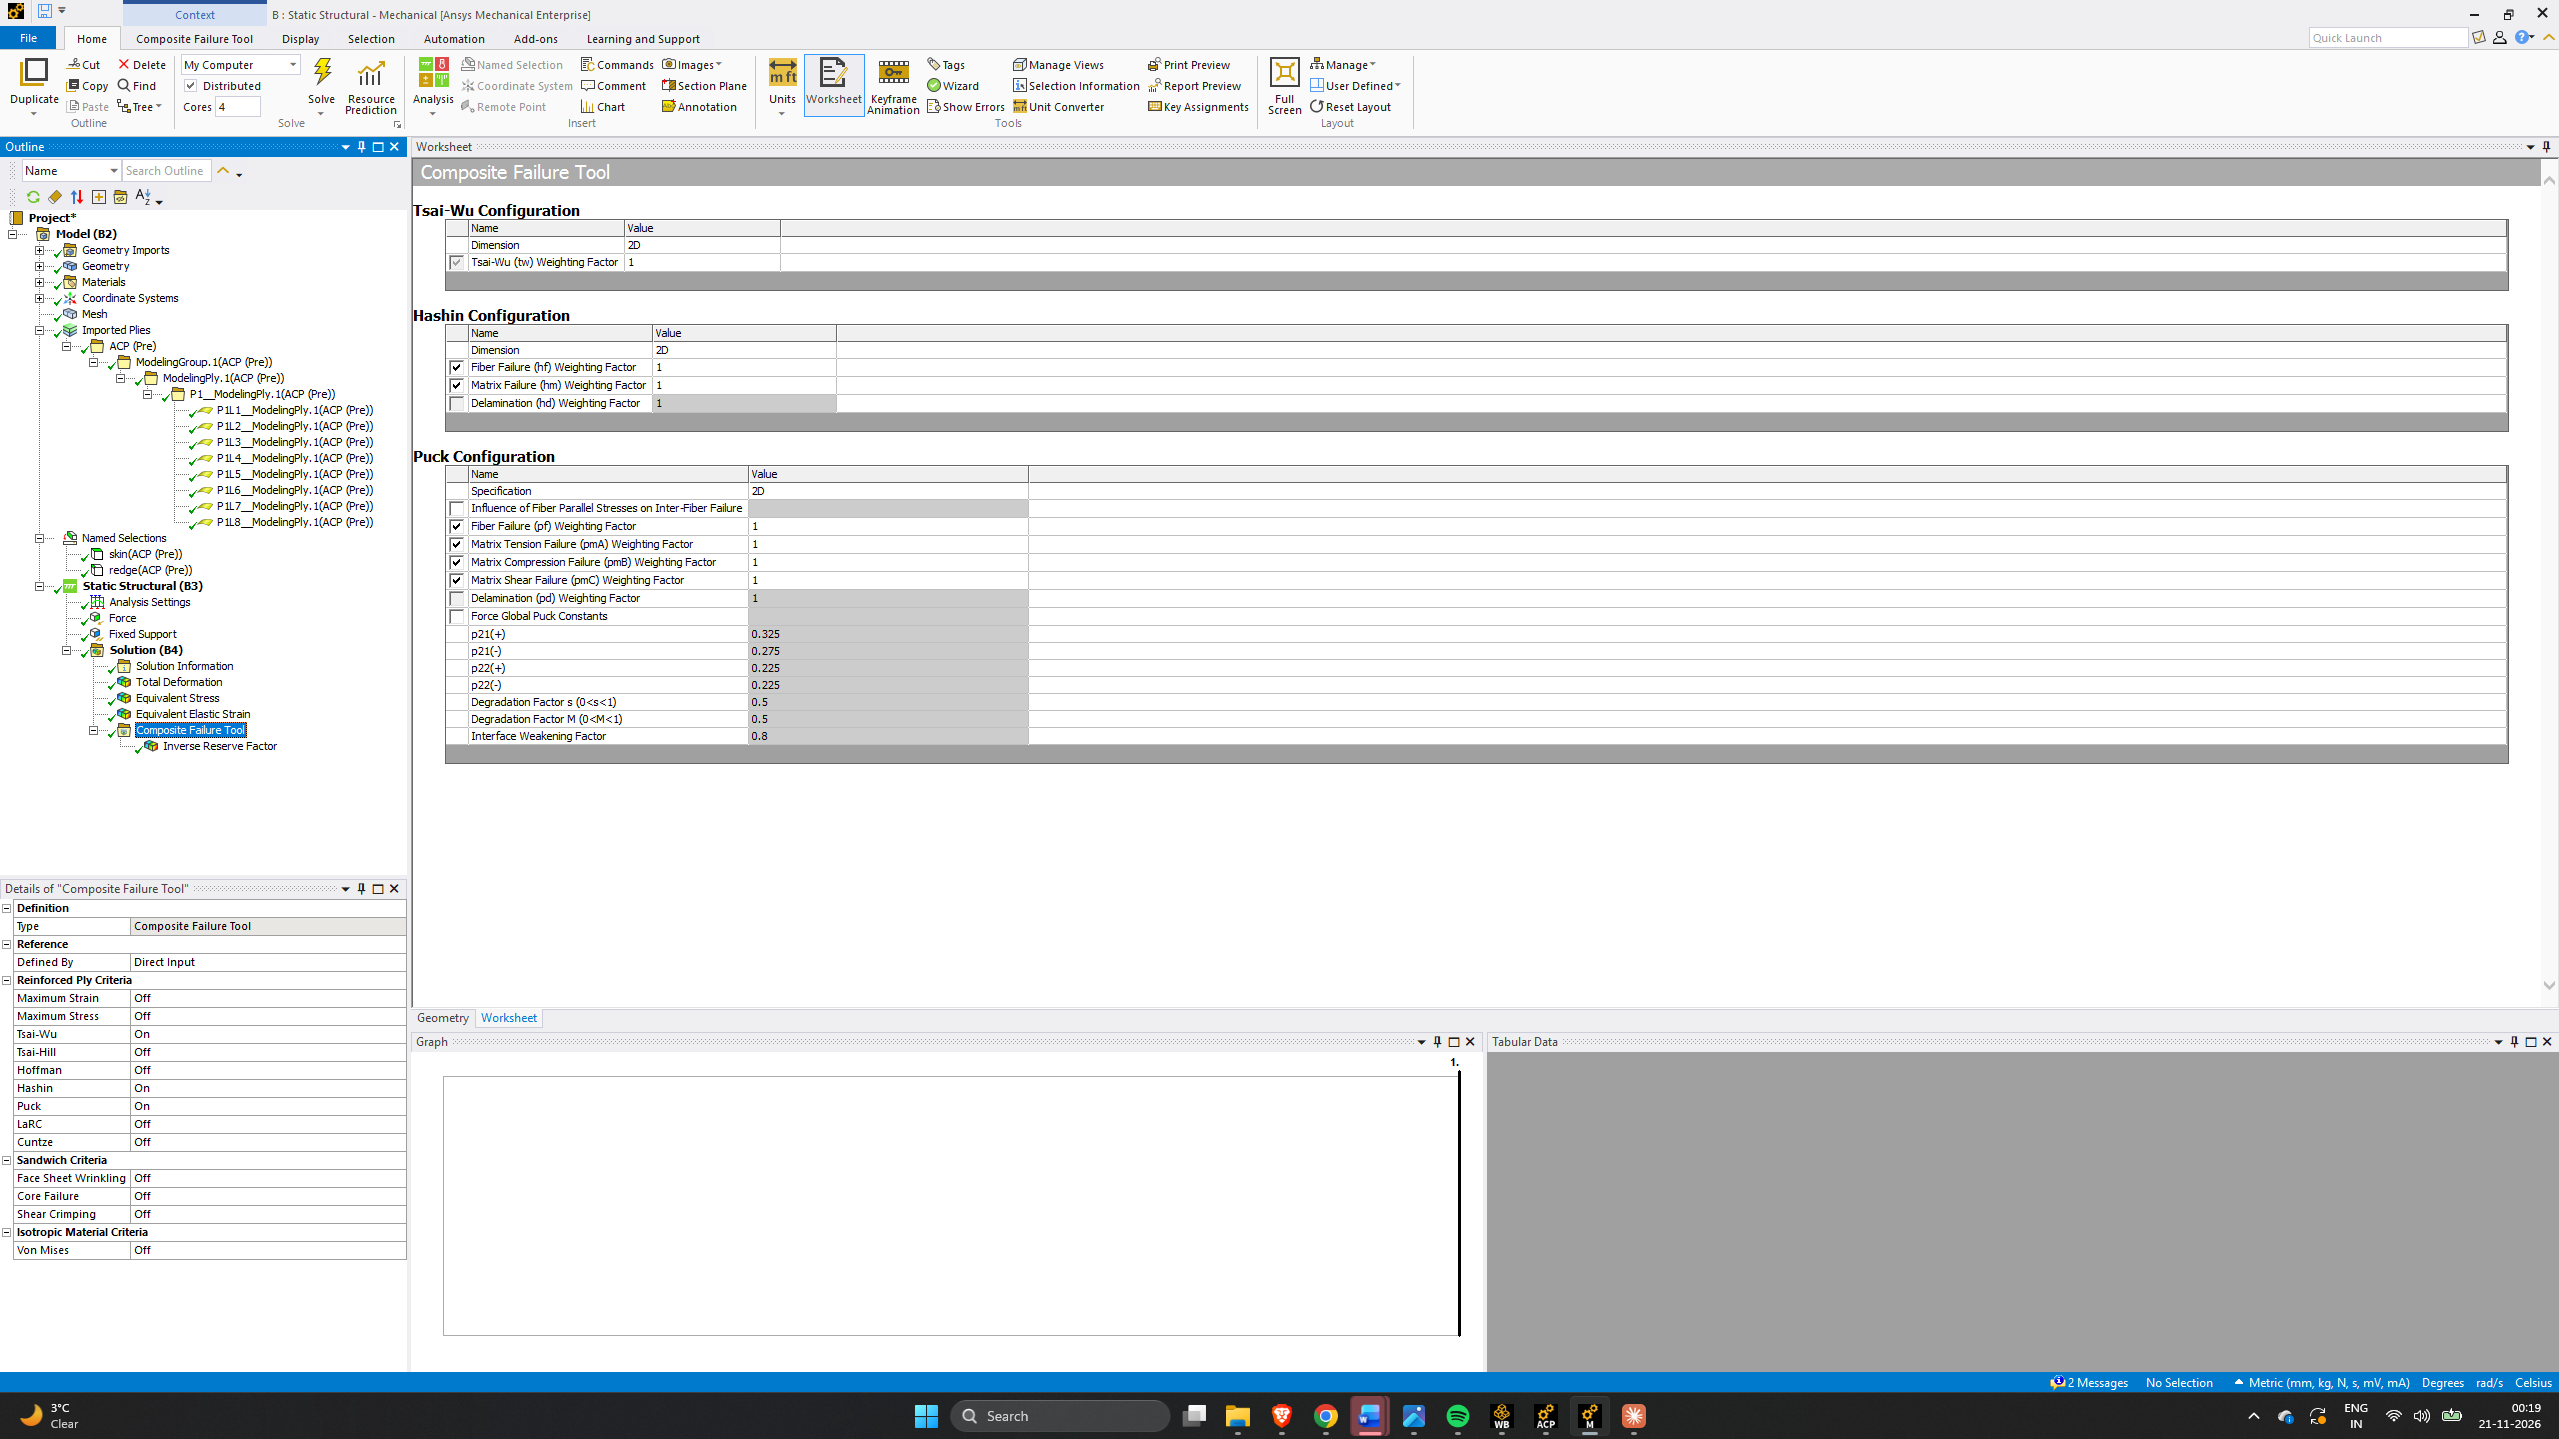 Context
B : Static Structural - Mechanical [Ansys Mechanical Enterprise]
File Home Composite Failure Tool Display Selection Automation Add-ons Learning and Support
Quick Launch
Duplicate
Cut
Copy
Paste
Delete
Find
Tree
Outline
My Computer
Distributed
Cores 4
Solve
Resource Prediction
Solve
Analysis
Named Selection
Coordinate System
Remote Point
Commands
Comment
Chart
Images
Section Plane
Annotation
Insert
Units
Worksheet
Keyframe Animation
Tags
Wizard
Show Errors
Manage Views
Selection Information
Unit Converter
Print Preview
Report Preview
Key Assignments
Tools
Full Screen
Manage
User Defined
Reset Layout
Layout
Outline
Name Search Outline
Project*
Model (B2)
Geometry Imports
Geometry
Materials
Coordinate Systems
Mesh
Imported Plies
ACP (Pre)
ModelingGroup.1(ACP (Pre))
ModelingPly.1(ACP (Pre))
P1__ModelingPly.1(ACP (Pre))
P1L1__ModelingPly.1(ACP (Pre))
P1L2__ModelingPly.1(ACP (Pre))
P1L3__ModelingPly.1(ACP (Pre))
P1L4__ModelingPly.1(ACP (Pre))
P1L5__ModelingPly.1(ACP (Pre))
P1L6__ModelingPly.1(ACP (Pre))
P1L7__ModelingPly.1(ACP (Pre))
P1L8__ModelingPly.1(ACP (Pre))
Named Selections
skin(ACP (Pre))
redge(ACP (Pre))
Static Structural (B3)
Analysis Settings
Force
Fixed Support
Solution (B4)
Solution Information
Total Deformation
Equivalent Stress
Equivalent Elastic Strain
Composite Failure Tool
Inverse Reserve Factor
Details of "Composite Failure Tool"
Definition
Type Composite Failure Tool
Reference
Defined By Direct Input
Reinforced Ply Criteria
Maximum Strain Off
Maximum Stress Off
Tsai-Wu On
Tsai-Hill Off
Hoffman Off
Hashin On
Puck On
LaRC Off
Cuntze Off
Sandwich Criteria
Face Sheet Wrinkling Off
Core Failure Off
Shear Crimping Off
Isotropic Material Criteria
Von Mises Off
Worksheet
Composite Failure Tool
Tsai-Wu Configuration
Name Value
Dimension 2D
Tsai-Wu (tw) Weighting Factor 1
Hashin Configuration
Name Value
Dimension 2D
Fiber Failure (hf) Weighting Factor 1
Matrix Failure (hm) Weighting Factor 1
Delamination (hd) Weighting Factor 1
Puck Configuration
Name Value
Specification 2D
Influence of Fiber Parallel Stresses on Inter-Fiber Failure
Fiber Failure (pf) Weighting Factor 1
Matrix Tension Failure (pmA) Weighting Factor 1
Matrix Compression Failure (pmB) Weighting Factor 1
Matrix Shear Failure (pmC) Weighting Factor 1
Delamination (pd) Weighting Factor 1
Force Global Puck Constants
p21(+) 0.325
p21(-) 0.275
p22(+) 0.225
p22(-) 0.225
Degradation Factor s (0<s<1) 0.5
Degradation Factor M (0<M<1) 0.5
Interface Weakening Factor 0.8
Geometry Worksheet
Graph
1.
Tabular Data
2 Messages No Selection Metric (mm, kg, N, s, mV, mA) Degrees rad/s Celsius
3°C
Clear
Search
WB
ACP
M
ENG
IN
00:19
21-11-2026